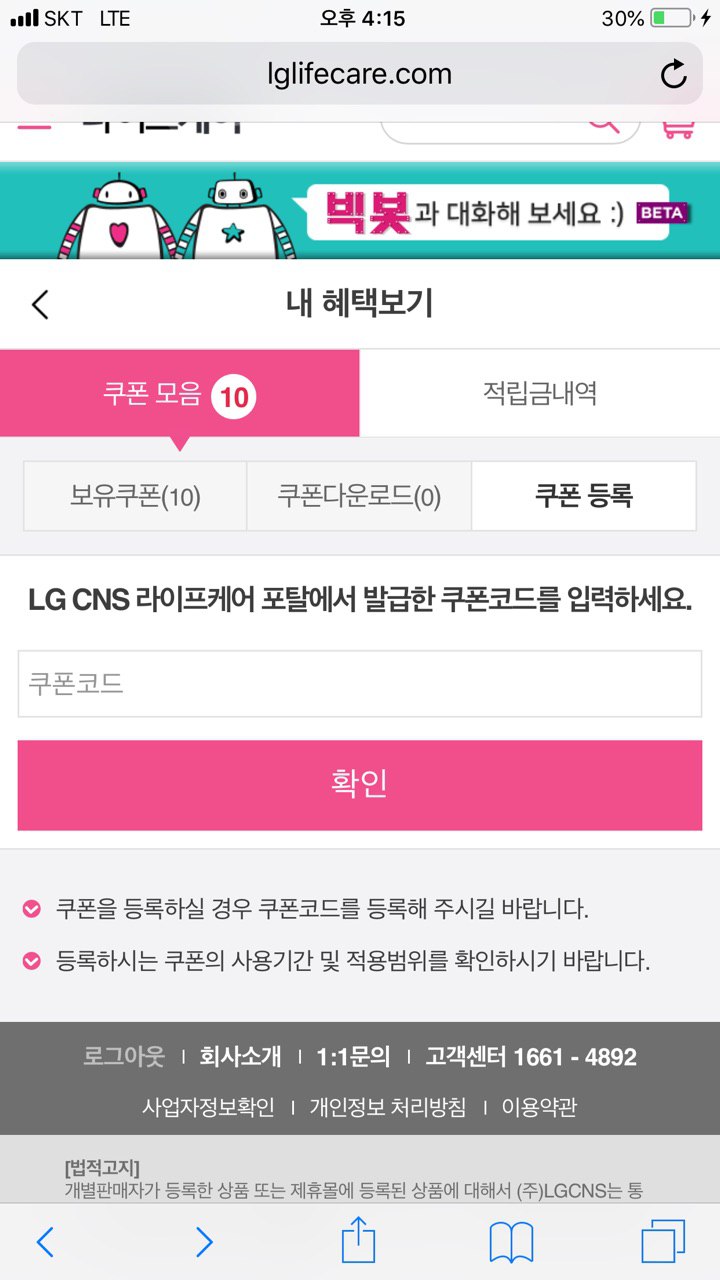 SKT LTE 오후 4:15 30%
lglifecare.com
라이프케어
빅봇과 대화해 보세요 :) BETA
내 혜택보기
쿠폰 모음 10 적립금내역
보유쿠폰(10) 쿠폰다운로드(0) 쿠폰 등록
LG CNS 라이프케어 포탈에서 발급한 쿠폰코드를 입력하세요.
쿠폰코드
확인
쿠폰을 등록하실 경우 쿠폰코드를 등록해 주시길 바랍니다.
등록하시는 쿠폰의 사용기간 및 적용범위를 확인하시기 바랍니다.
로그아웃 | 회사소개 | 1:1문의 | 고객센터 1661 - 4892
사업자정보확인 | 개인정보 처리방침 | 이용약관
[법적고지]
개별판매자가 등록한 상품 또는 제휴몰에 등록된 상품에 대해서 (주)LGCNS는 통